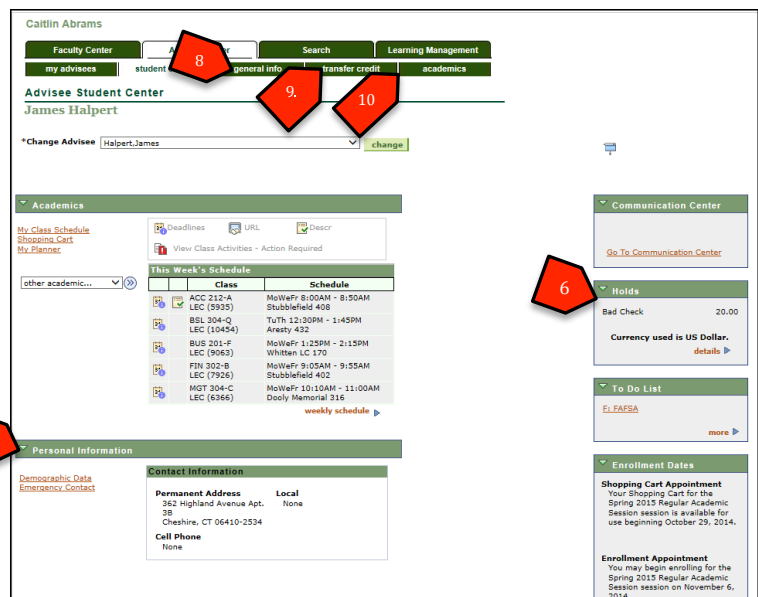 Caitlin Abrams
Faculty Center
Search
Learning Management
8
my advisees
student
general info
transfer credit
academics
9.
10
Advisee Student Center
James Halpert
*Change Advisee Halpert,James change
Academics
My Class Schedule
Shopping Cart
My Planner
other academic...
Deadlines URL Descr
View Class Activities - Action Required
This Week's Schedule
Class Schedule
ACC 212-A MoWeFr 8:00AM - 8:50AM
LEC (5935) Stubblefield 408
BSL 304-Q TuTh 12:30PM - 1:45PM
LEC (10454) Aresty 432
BUS 201-F MoWeFr 1:25PM - 2:15PM
LEC (9063) Whitten LC 170
FIN 302-B MoWeFr 9:05AM - 9:55AM
LEC (7926) Stubblefield 402
MGT 304-C MoWeFr 10:10AM - 11:00AM
LEC (6366) Dooly Memorial 316
weekly schedule
Personal Information
Demographic Data
Emergency Contact
Contact Information
Permanent Address Local
362 Highland Avenue Apt. None
3B
Cheshire, CT 06410-2534
Cell Phone
None
Communication Center
Go To Communication Center
6
Holds
Bad Check 20.00
Currency used is US Dollar.
details
To Do List
F: FAFSA
more
Enrollment Dates
Shopping Cart Appointment
Your Shopping Cart for the
Spring 2015 Regular Academic
Session session is available for
use beginning October 29, 2014.
Enrollment Appointment
You may begin enrolling for the
Spring 2015 Regular Academic
Session session on November 6,
2014.